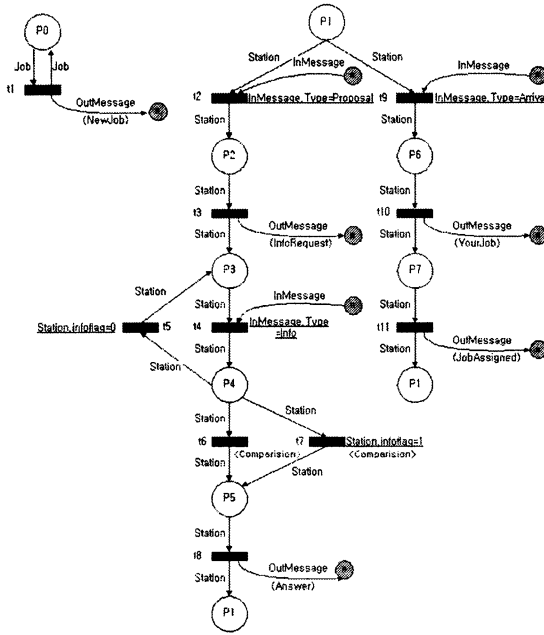 P0
Job Job
t1
OutMessage
(NewJob)
P1
Station
InMessage
Station
InMessage
t2
InMessage,Type=Proposal
t9
InMessage,Type=Arrival
Station
Station
P2
P6
Station
Station
t3
OutMessage
(InfoRequest)
t10
OutMessage
(YourJob)
Station
Station
P3
P7
Station
Station
Station
InMessage
Station,infoflag=0
t5
t4
InMessage,Type
=Info
t11
OutMessage
(JobAssigned)
Station
Station
Station
P4
P1
Station
Station
t6
<Comparision>
t7
Station,infoflag=1
<Comparision>
Station
Station
P5
Station
t8
OutMessage
(Answer)
Station
P1